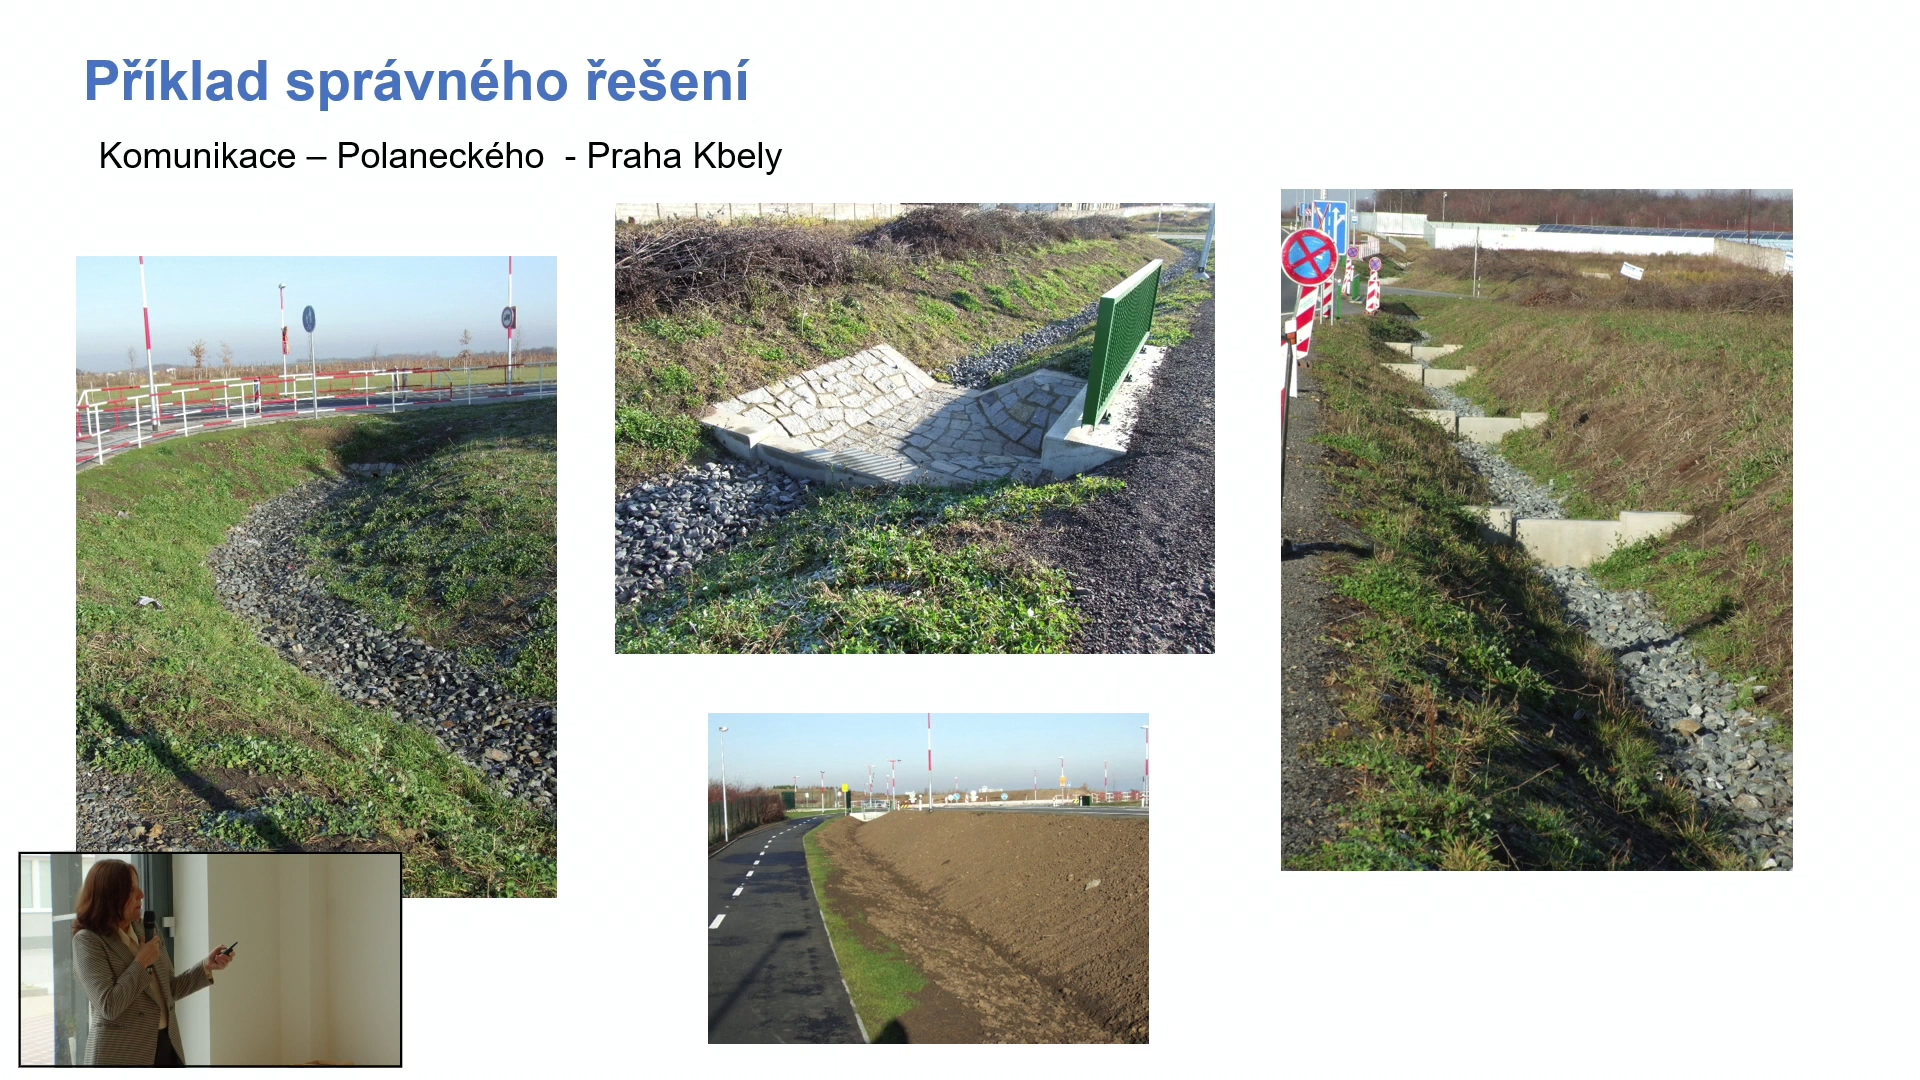 Příklad správného řešení
Komunikace – Polaneckého - Praha Kbely